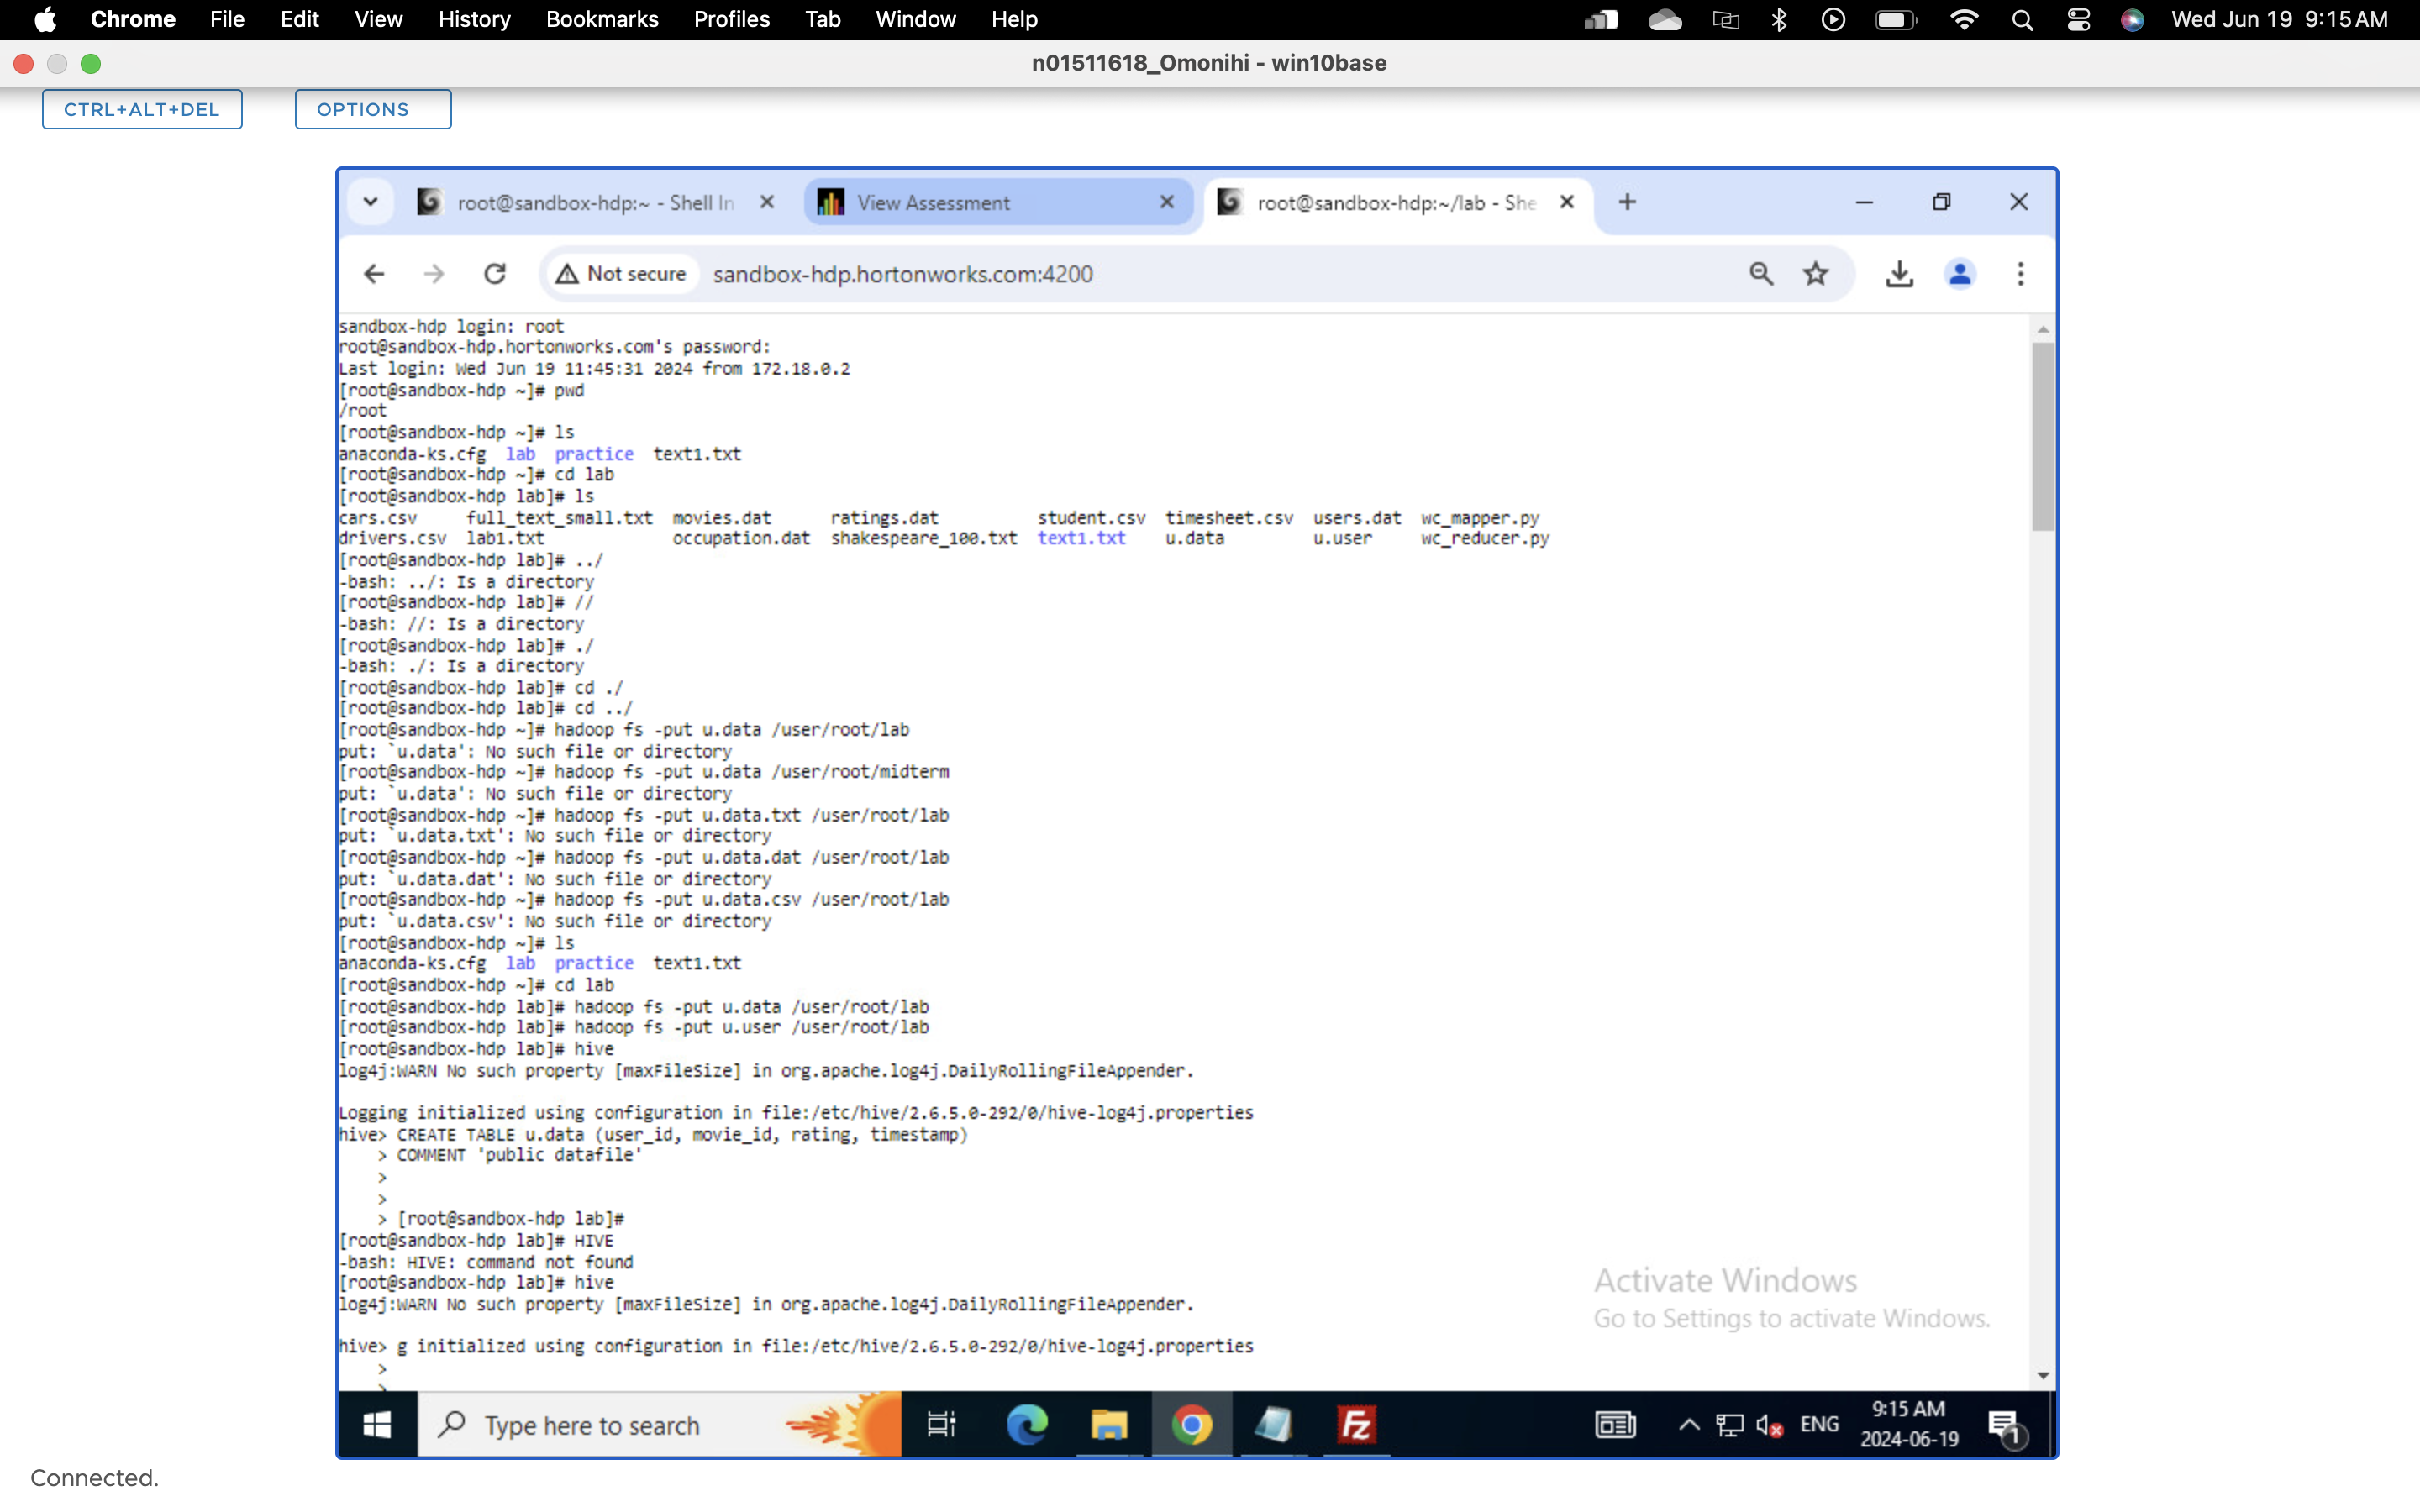 Chrome File Edit View History Bookmarks Profiles Tab Window Help Wed Jun 19 9:15 AM
n01511618_Omonihi - win10base
CTRL+ALT+DEL OPTIONS
root@sandbox-hdp:~ - Shell In View Assessment root@sandbox-hdp:~/lab - She
Not secure sandbox-hdp.hortonworks.com:4200
sandbox-hdp login: root
root@sandbox-hdp.hortonworks.com's password:
Last login: Wed Jun 19 11:45:31 2024 from 172.18.0.2
[root@sandbox-hdp ~]# pwd
/root
[root@sandbox-hdp ~]# ls
anaconda-ks.cfg lab practice text1.txt
[root@sandbox-hdp ~]# cd lab
[root@sandbox-hdp lab]# ls
cars.csv full_text_small.txt movies.dat ratings.dat student.csv timesheet.csv users.dat wc_mapper.py
drivers.csv lab1.txt occupation.dat shakespeare_100.txt text1.txt u.data u.user wc_reducer.py
[root@sandbox-hdp lab]# ../
-bash: ../: Is a directory
[root@sandbox-hdp lab]# //
-bash: //: Is a directory
[root@sandbox-hdp lab]# ./
-bash: ./: Is a directory
[root@sandbox-hdp lab]# cd ./
[root@sandbox-hdp lab]# cd ../
[root@sandbox-hdp ~]# hadoop fs -put u.data /user/root/lab
put: `u.data': No such file or directory
[root@sandbox-hdp ~]# hadoop fs -put u.data /user/root/midterm
put: `u.data': No such file or directory
[root@sandbox-hdp ~]# hadoop fs -put u.data.txt /user/root/lab
put: `u.data.txt': No such file or directory
[root@sandbox-hdp ~]# hadoop fs -put u.data.dat /user/root/lab
put: `u.data.dat': No such file or directory
[root@sandbox-hdp ~]# hadoop fs -put u.data.csv /user/root/lab
put: `u.data.csv': No such file or directory
[root@sandbox-hdp ~]# ls
anaconda-ks.cfg lab practice text1.txt
[root@sandbox-hdp ~]# cd lab
[root@sandbox-hdp lab]# hadoop fs -put u.data /user/root/lab
[root@sandbox-hdp lab]# hadoop fs -put u.user /user/root/lab
[root@sandbox-hdp lab]# hive
log4j:WARN No such property [maxFileSize] in org.apache.log4j.DailyRollingFileAppender.
Logging initialized using configuration in file:/etc/hive/2.6.5.0-292/0/hive-log4j.properties
hive> CREATE TABLE u.data (user_id, movie_id, rating, timestamp)
> COMMENT 'public datafile'
>
>
> [root@sandbox-hdp lab]#
[root@sandbox-hdp lab]# HIVE
-bash: HIVE: command not found
[root@sandbox-hdp lab]# hive
log4j:WARN No such property [maxFileSize] in org.apache.log4j.DailyRollingFileAppender.
hive> g initialized using configuration in file:/etc/hive/2.6.5.0-292/0/hive-log4j.properties
>
>
Activate Windows
Go to Settings to activate Windows.
Type here to search Fz ENG 9:15 AM
2024-06-19 1
Connected.